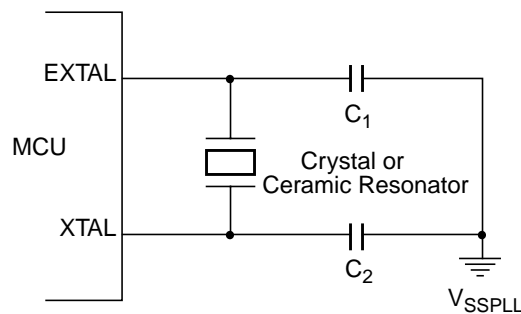 EXTAL
C1
MCU
Crystal or
Ceramic Resonator
XTAL
C2
VSSPLL